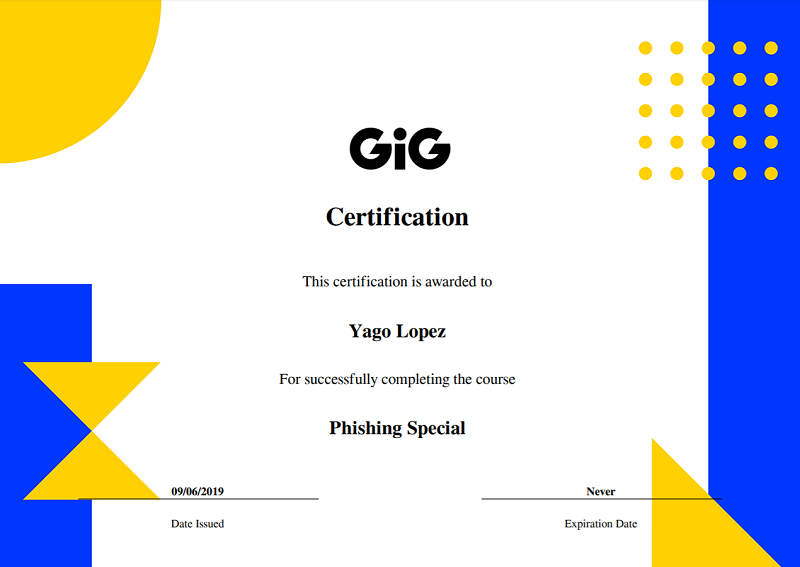 GiG
Certification
This certification is awarded to
Yago Lopez
For successfully completing the course
Phishing Special
09/06/2019
Never
Date Issued
Expiration Date